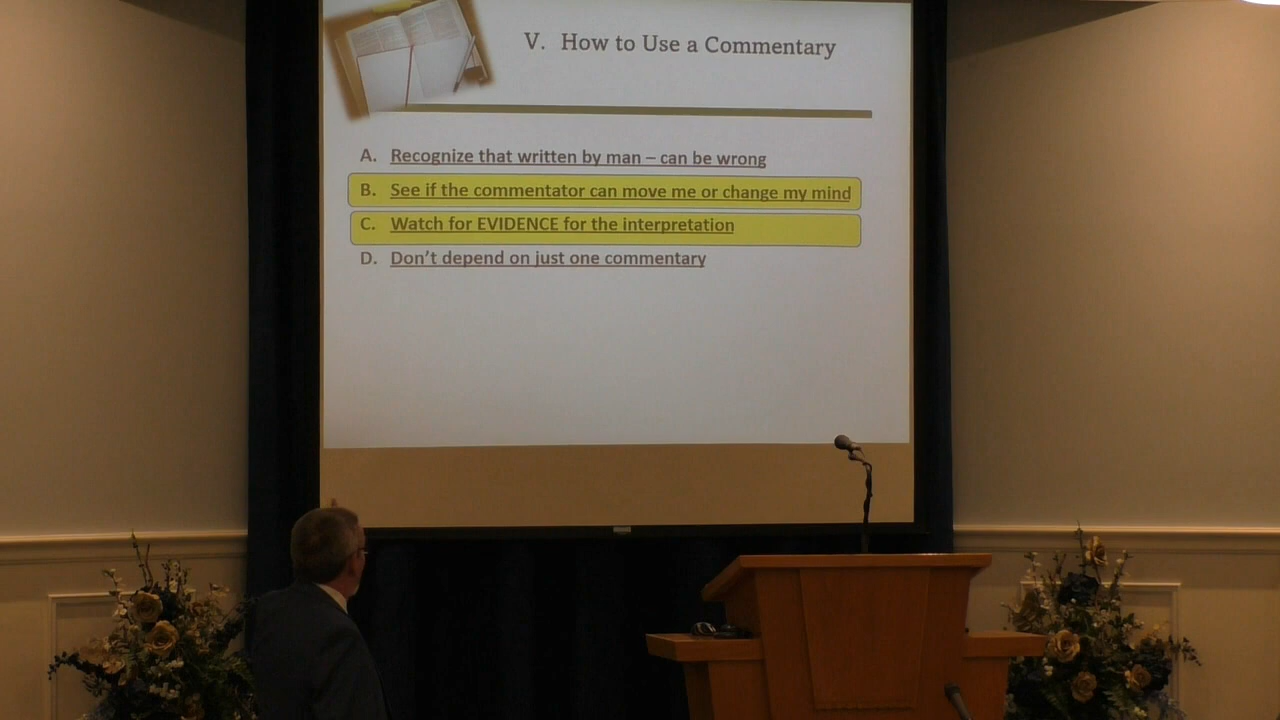 V. How to Use a Commentary
A. Recognize that written by man – can be wrong
B. See if the commentator can move me or change my mind
C. Watch for EVIDENCE for the interpretation
D. Don't depend on just one commentary